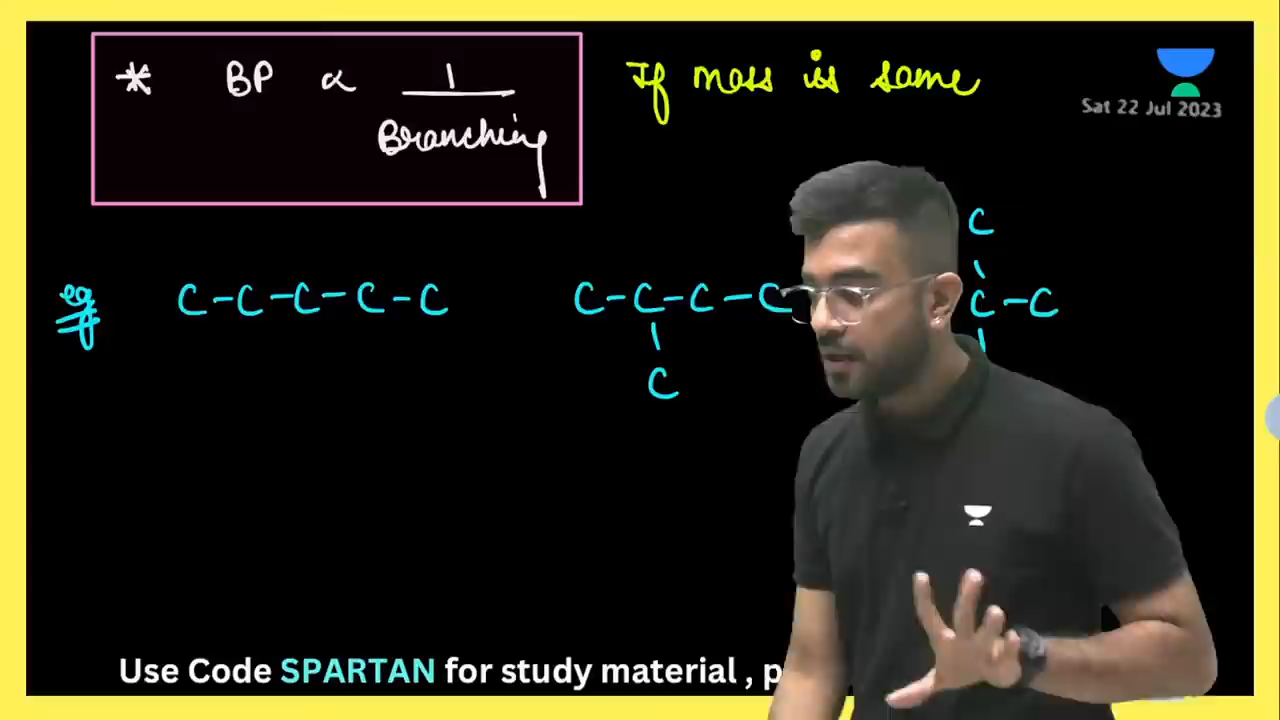 * BP ∝ 1
Branching
If mass is same
Sat 22 Jul 2023
eg C-C-C-C-C
C-C-C-C
C
C
C-C
Use Code SPARTAN for study material , p